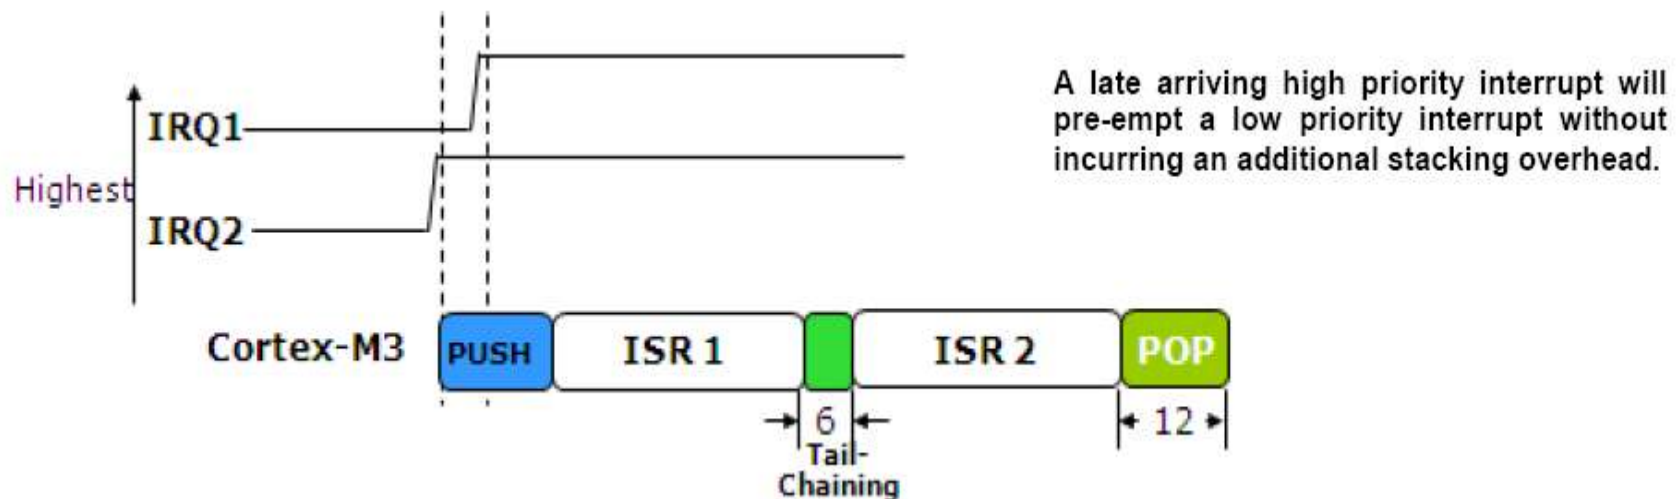 A late arriving high priority interrupt will
pre-empt a low priority interrupt without
incurring an additional stacking overhead.
IRQ1
Highest
IRQ2
Cortex-M3
PUSH
ISR 1
ISR 2
POP
6
12
Tail-
Chaining